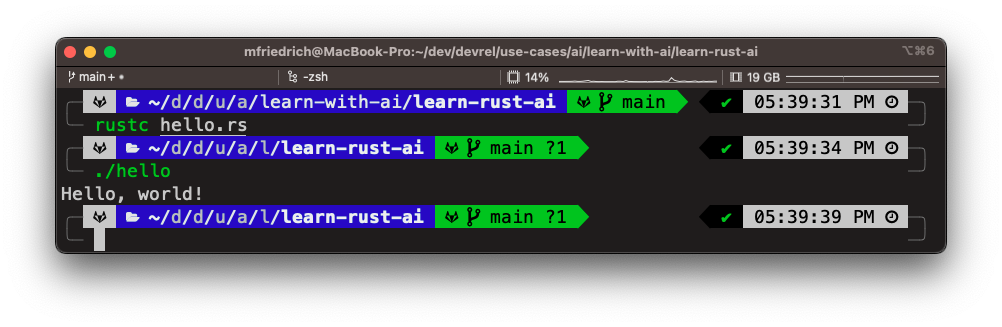 mfriedrich@MacBook-Pro:~/dev/devrel/use-cases/ai/learn-with-ai/learn-rust-ai ⌥⌘6
main+• -zsh 14% 19 GB
~/d/d/u/a/learn-with-ai/learn-rust-ai main ✔ 05:39:31 PM
rustc hello.rs
~/d/d/u/a/l/learn-rust-ai main ?1 ✔ 05:39:34 PM
./hello
Hello, world!
~/d/d/u/a/l/learn-rust-ai main ?1 ✔ 05:39:39 PM